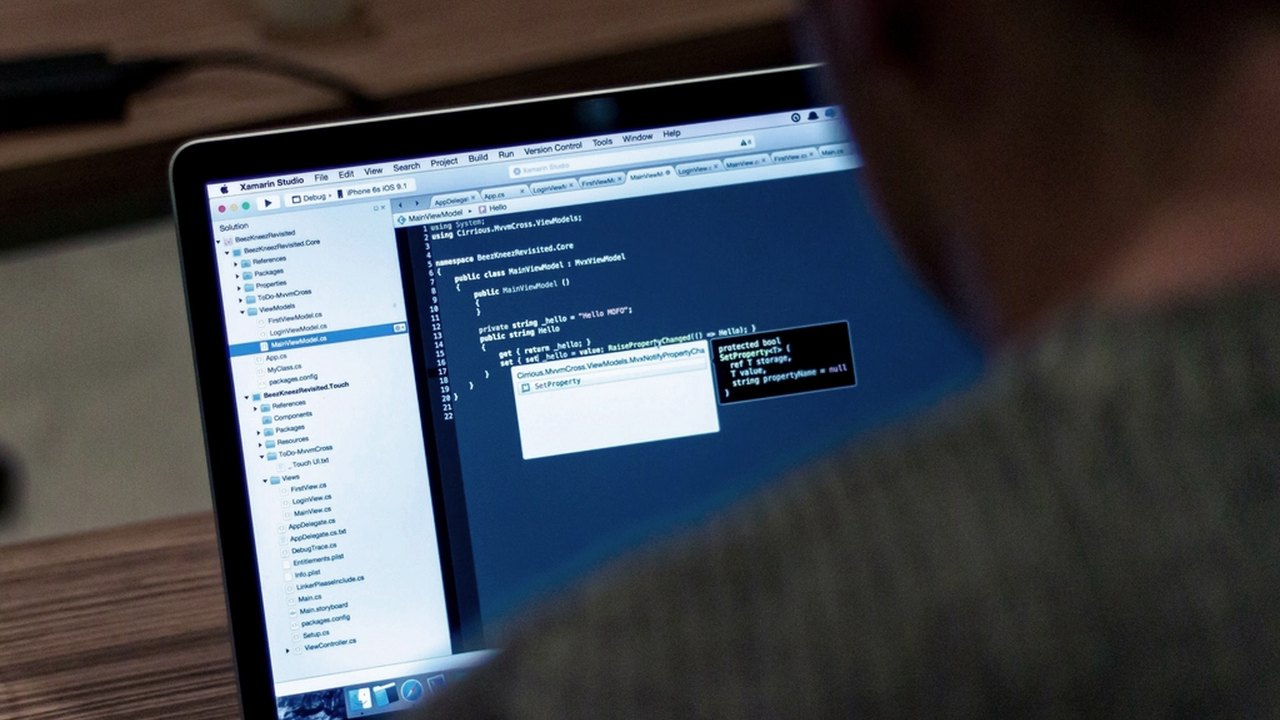 Xamarin Studio File Edit View Search Project Build Run Version Control Tools Window Help
Debug iPhone 6s iOS 9.1
Xamarin Studio
AppDelegat App.cs LoginViewM FirstViewM MainViewM LoginView.c MainView.c FirstView.cs Main.cs
MainViewModel Hello
Solution
BeezKneezRevisited
BeezKneezRevisited.Core
References
Packages
Properties
ToDo-MvvmCross
ViewModels
FirstViewModel.cs
LoginViewModel.cs
MainViewModel.cs
App.cs
MyClass.cs
packages.config
BeezKneezRevisited.Touch
References
Components
Packages
Resources
ToDo-MvvmCross
_ Touch UI.txt
Views
FirstView.cs
LoginView.cs
MainView.cs
AppDelegate.cs
AppDelegate.cs.txt
DebugTrace.cs
Entitlements.plist
Info.plist
LinkerPleaseInclude.cs
Main.cs
Main.storyboard
packages.config
Setup.cs
ViewController.cs
1 using System;
2 using Cirrious.MvvmCross.ViewModels;
3
4
5 namespace BeezKneezRevisited.Core
6 {
7 public class MainViewModel : MvxViewModel
8 {
9 public MainViewModel ()
10 {
11 }
12
13 private string _hello = "Hello MOFO";
14 public string Hello
15 {
16 get { return _hello; }
17 set { set _hello = value; RaisePropertyChanged(() => Hello); }
18 }
19 }
20 }
21
22
Cirrious.MvvmCross.ViewModels.MvxNotifyPropertyCha
SetProperty
protected bool
SetProperty<T> (
ref T storage,
T value,
string propertyName = null
)